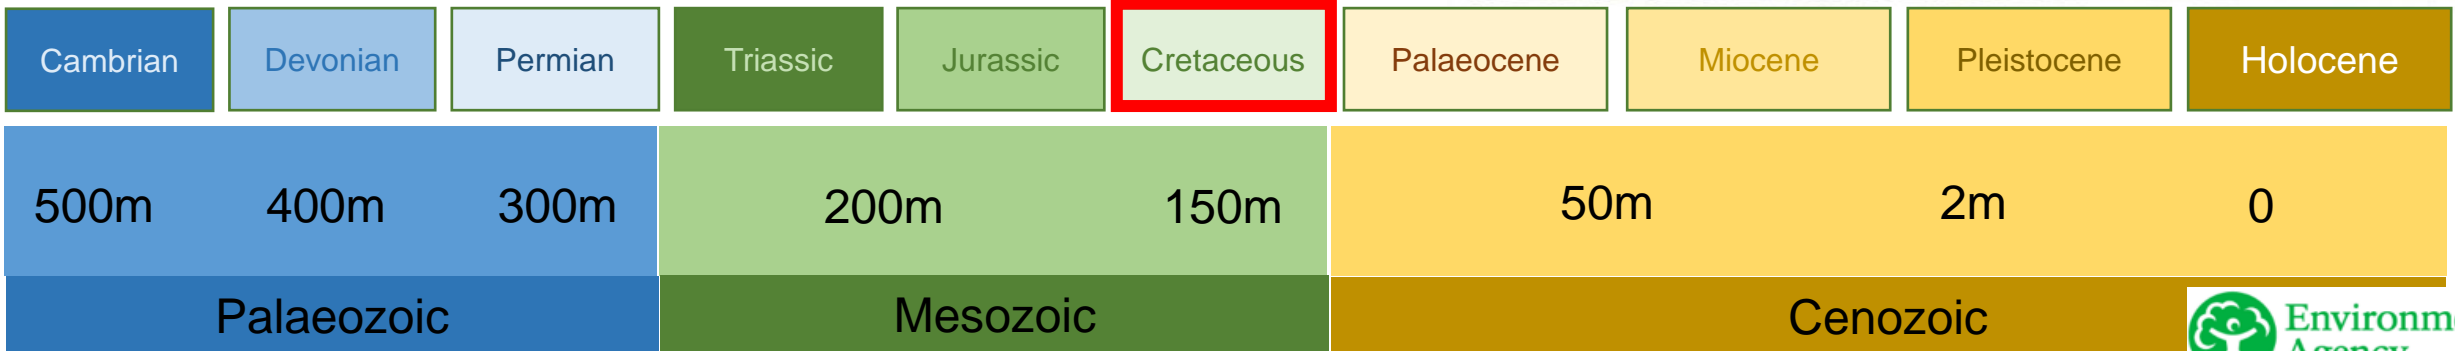 Cambrian Devonian Permian Triassic Jurassic Cretaceous Palaeocene Miocene Pleistocene Holocene
500m 400m 300m 200m 150m 50m 2m 0
Palaeozoic Mesozoic Cenozoic
Agency